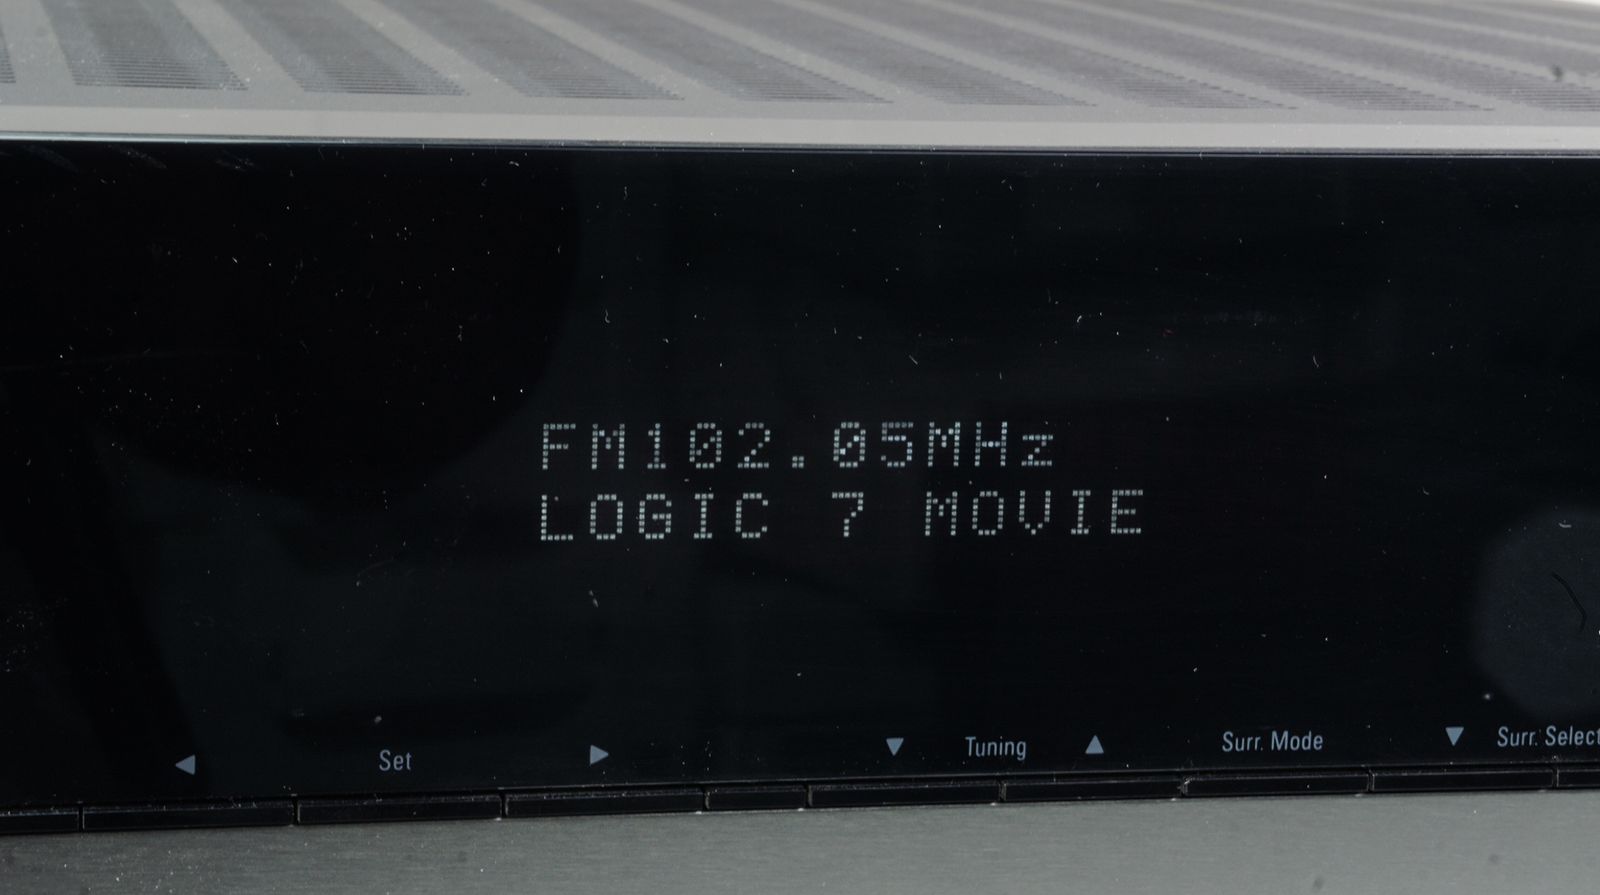 FM102.05MHz
LOGIC 7 MOVIE
◀ Set ▶ ▼ Tuning ▲ Surr. Mode ▼ Surr. Select